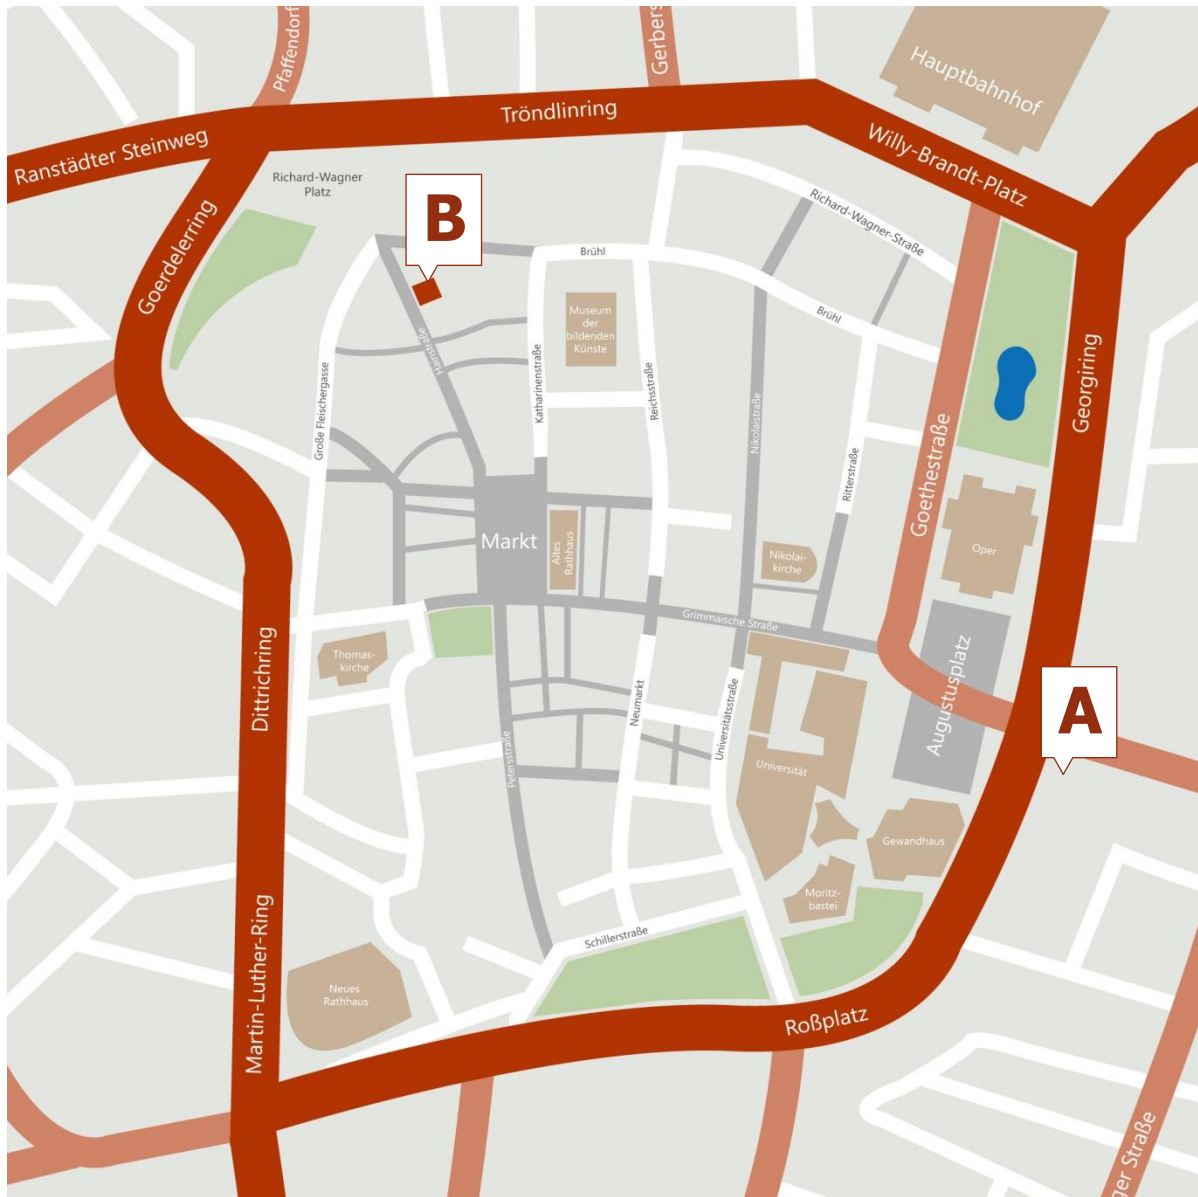 Pfaffendorf
Gerbers
Hauptbahnhof
Tröndlinring
Ranstädter Steinweg
Willy-Brandt-Platz
Richard-Wagner
Platz
B
Richard-Wagner-Straße
Goerdelerring
Brühl
Brühl
Museum
der
bildenden
Künste
Hainstraße
Katharinenstraße
Reichsstraße
Georgiring
Große Fleischergasse
Nikolaistraße
Ritterstraße
Goethestraße
Markt
Altes
Rathhaus
Nikolai-
kirche
Oper
Grimmaische Straße
Thomas-
kirche
Dittrichring
Augustusplatz
A
Neumarkt
Universitätsstraße
Petersstraße
Universität
Gewandhaus
Moritz-
bastei
Schillerstraße
Martin-Luther-Ring
Neues
Rathhaus
Roßplatz
ger Straße